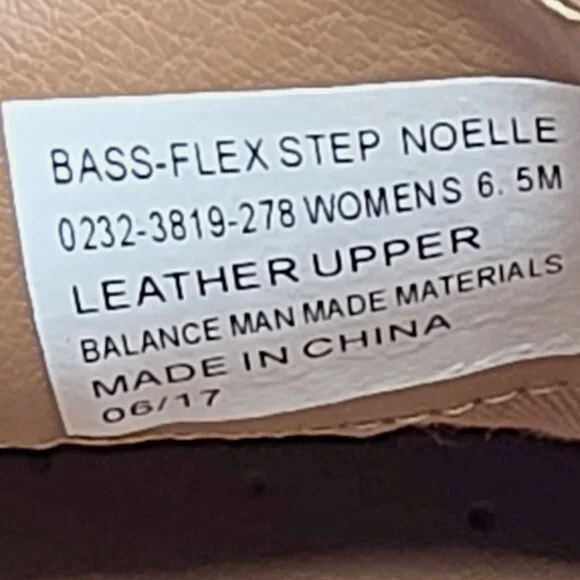 BASS-FLEX STEP NOELLE
0232-3819-278 WOMENS 6.5M
LEATHER UPPER
BALANCE MAN MADE MATERIALS
MADE IN CHINA
06/17